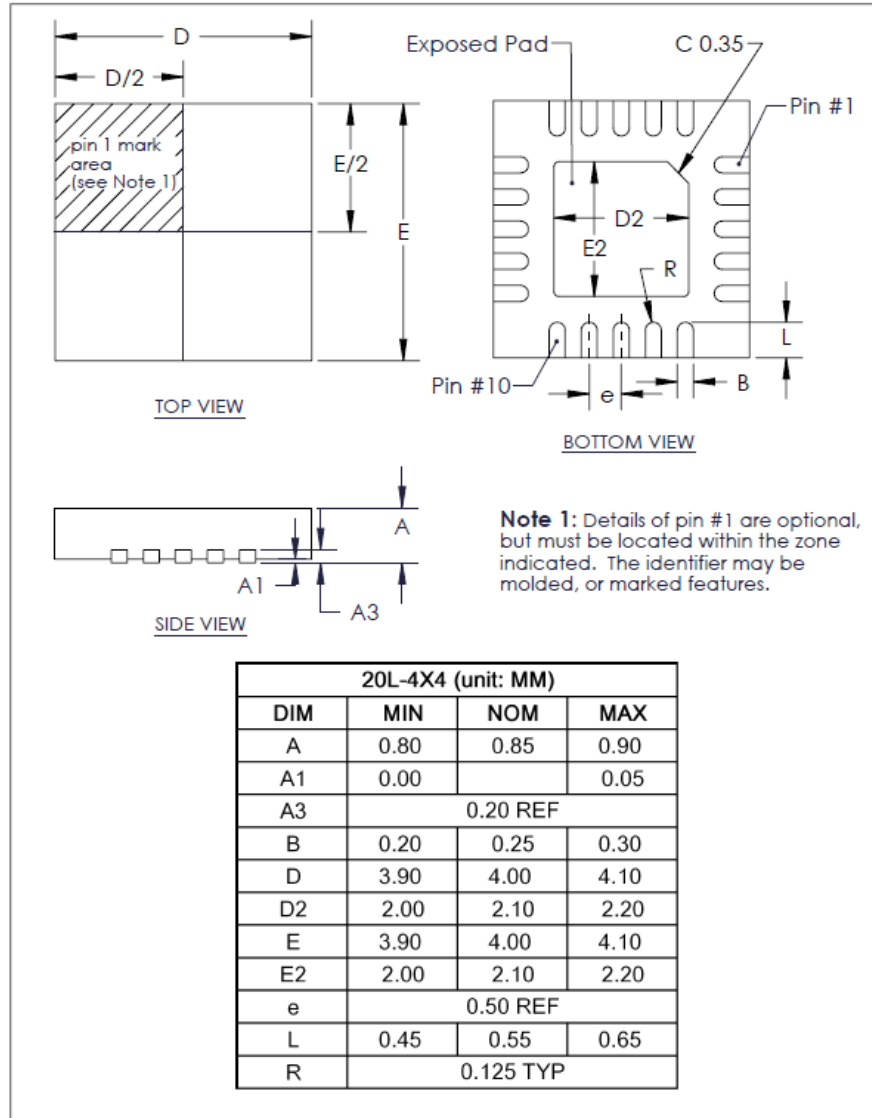 D
D/2
pin 1 mark
area
(see Note 1)
E/2
E
TOP VIEW
Exposed Pad
C 0.35
Pin #1
D2
E2
R
L
Pin #10
e
B
BOTTOM VIEW
A
A1
A3
SIDE VIEW
Note 1: Details of pin #1 are optional,
but must be located within the zone
indicated. The identifier may be
molded, or marked features.
20L-4X4 (unit: MM)
DIM MIN NOM MAX
A 0.80 0.85 0.90
A1 0.00 0.05
A3 0.20 REF
B 0.20 0.25 0.30
D 3.90 4.00 4.10
D2 2.00 2.10 2.20
E 3.90 4.00 4.10
E2 2.00 2.10 2.20
e 0.50 REF
L 0.45 0.55 0.65
R 0.125 TYP